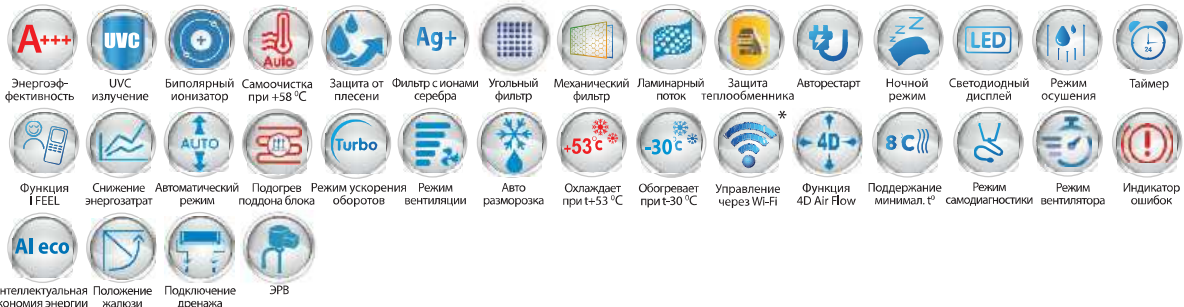 A+++ UVC Auto Ag+ Z Z Z LED 24
Энергоэф- UVC Биполярный Самоочистка Защита от Фильтр с ионами Угольный Механический Ламинарный Защита Авторестарт Ночной Светодиодный Режим Таймер
фективность излучение ионизатор при +58 °C плесени серебра фильтр фильтр поток теплообменника режим дисплей осушения
AUTO Turbo +53°C -30°C * 4D 8°C
Функция Снижение Автоматический Подогрев Режим ускорения Режим Авто Охлаждает Обогревает Управление Функция Поддержание Режим Режим Индикатор
I FEEL энергозатрат режим поддона блока оборотов вентиляции разморозка при t+53 °C при t-30 °C через Wi-Fi 4D Air Flow минимал. t° самодиагностики вентилятора ошибок
AI eco
нтеллектуальная Положение Подключение ЭРВ
кономия энергии жалюзи дренажа